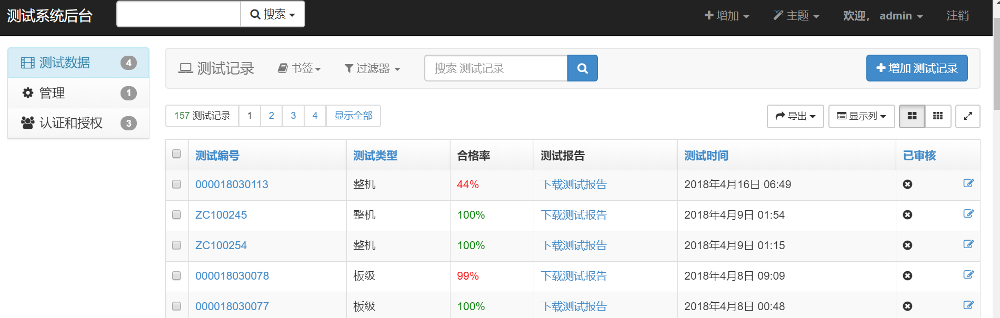 测试系统后台 搜索 增加 主题 欢迎， admin 注销
测试数据 4
管理 1
认证和授权 3
测试记录 书签 过滤器 搜索 测试记录 增加 测试记录
157 测试记录 1 2 3 4 显示全部 导出 显示列
测试编号 测试类型 合格率 测试报告 测试时间 已审核
000018030113 整机 44% 下载测试报告 2018年4月16日 06:49
ZC100245 整机 100% 下载测试报告 2018年4月9日 01:54
ZC100254 整机 100% 下载测试报告 2018年4月9日 01:15
000018030078 板级 99% 下载测试报告 2018年4月8日 09:09
000018030077 板级 100% 下载测试报告 2018年4月8日 00:48